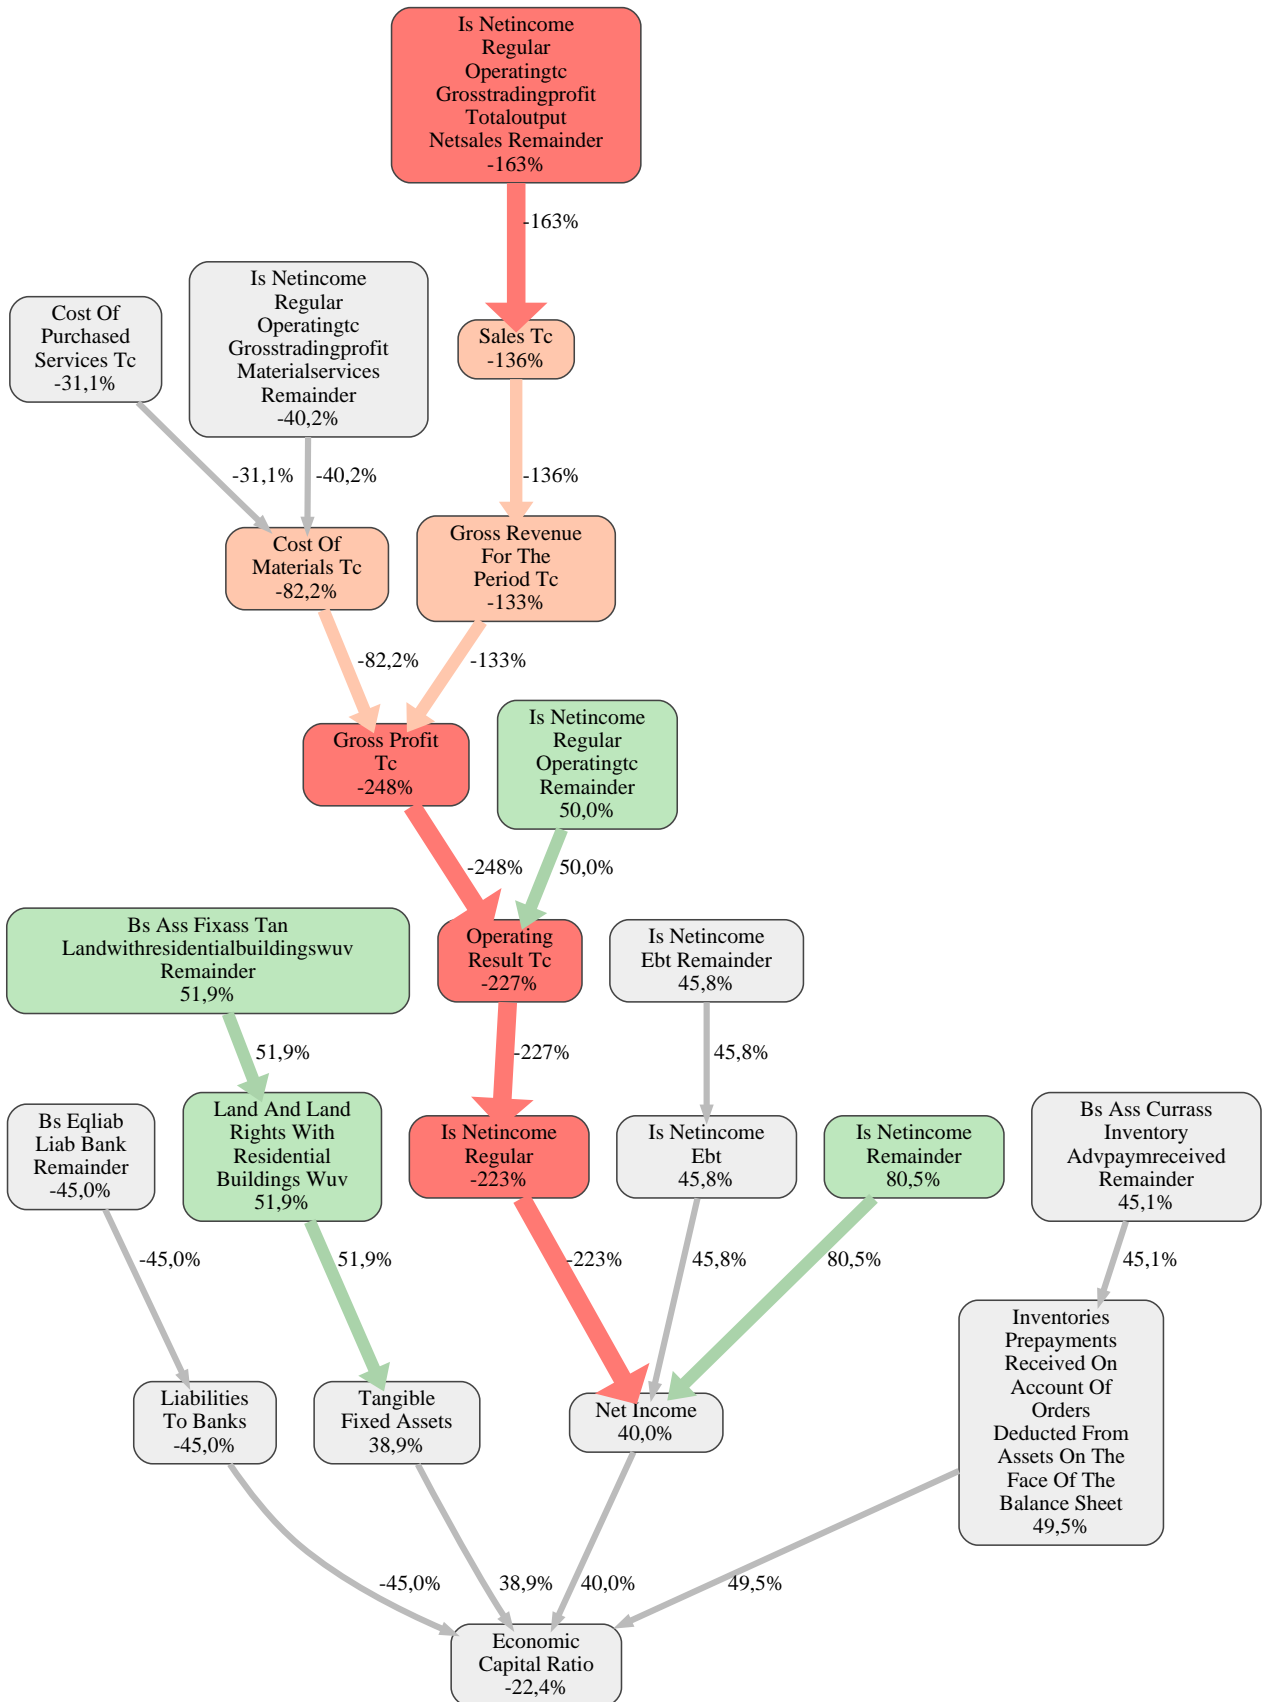 Is Netincome
Regular
Operatingtc
Grosstradingprofit
Totaloutput
Netsales Remainder
-163%
-163%
Is Netincome
Regular
Operatingtc
Grosstradingprofit
Materialservices
Remainder
-40,2%
Cost Of
Purchased
Services Tc
-31,1%
Sales Tc
-136%
-31,1%
-40,2%
-136%
Cost Of
Materials Tc
-82,2%
Gross Revenue
For The
Period Tc
-133%
-82,2%
-133%
Gross Profit
Tc
-248%
Is Netincome
Regular
Operatingtc
Remainder
50,0%
-248%
50,0%
Bs Ass Fixass Tan
Landwithresidentialbuildingswuv
Remainder
51,9%
Operating
Result Tc
-227%
Is Netincome
Ebt Remainder
45,8%
51,9%
-227%
45,8%
Bs Eqliab
Liab Bank
Remainder
-45,0%
Land And Land
Rights With
Residential
Buildings Wuv
51,9%
Is Netincome
Regular
-223%
Is Netincome
Ebt
45,8%
Is Netincome
Remainder
80,5%
Bs Ass Currass
Inventory
Advpaymreceived
Remainder
45,1%
-45,0%
51,9%
-223%
45,8%
80,5%
45,1%
Liabilities
To Banks
-45,0%
Tangible
Fixed Assets
38,9%
Net Income
40,0%
Inventories
Prepayments
Received On
Account Of
Orders
Deducted From
Assets On The
Face Of The
Balance Sheet
49,5%
-45,0%
38,9%
40,0%
49,5%
Economic
Capital Ratio
-22,4%